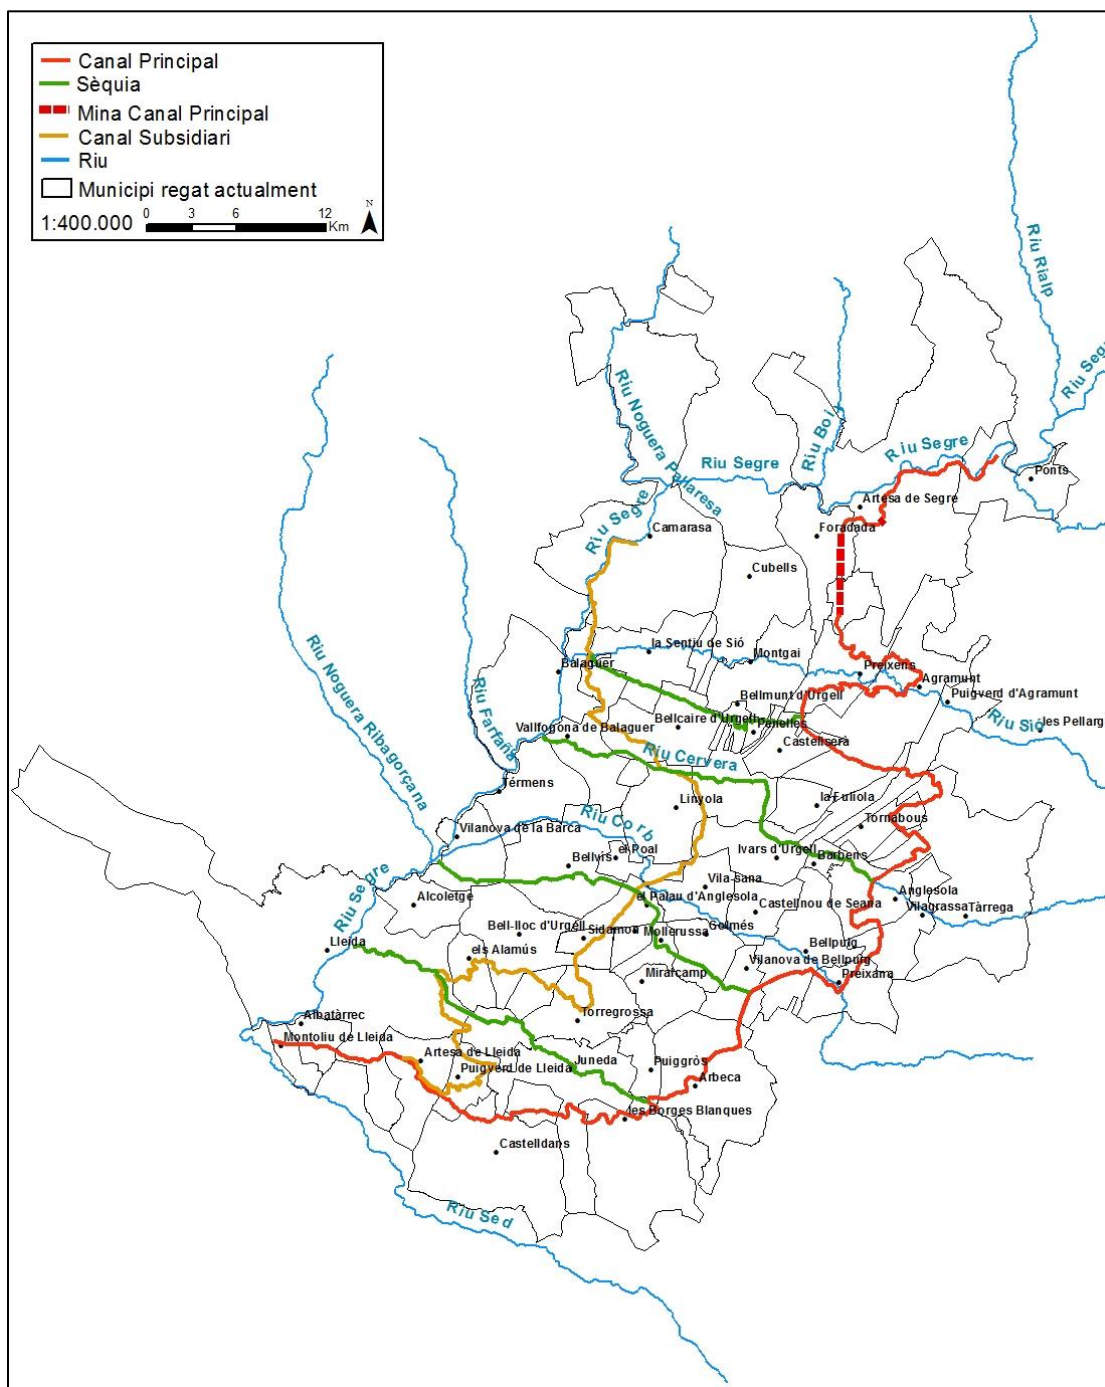 Canal Principal
Sèquia
Mina Canal Principal
Canal Subsidiari
Riu
Municipi regat actualment
1:400.000
0 3 6 12
Km
N
Riu Rialp
Riu Segre
Riu Noguera Pallaresa
Riu Boix
Riu Segre
Riu Segre
Ponts
Artesa de Segre
Riu Segre
Camarasa
Foradada
Cubells
la Sentiu de Sió
Montgai
Balaguer
Preixens
Agramunt
Puigverd d'Agramunt
Riu Noguera Ribagorçana
Riu Farfaña
Bellmunt d'Urgell
Bellcaire d'Urgell
Penelles
Riu Sió
les Pellarg
Vallfogona de Balaguer
Riu Cervera
Castellserà
Térmens
Linyola
la Fuliola
Tornabous
Vilanova de la Barca
Riu Corb
el Poal
Bellvís
Ivars d'Urgell
Barbens
Riu Segre
Vila-sana
Alcoletge
el Palau d'Anglesola
Castellnou de Seana
Anglesola
Vilagrassa
Tàrrega
Bell-lloc d'Urgell
Sidamon
Mollerussa
Golmés
Lleida
els Alamús
Bellpuig
Vilanova de Bellpuig
Miralcamp
Preixana
Torregrossa
Albatàrrec
Montoliu de Lleida
Artesa de Lleida
Puigverd de Lleida
Juneda
Puiggròs
Arbeca
les Borges Blanques
Castelldans
Riu Sed